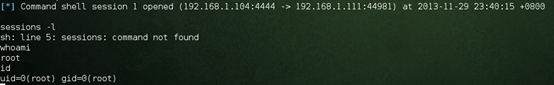 [*] Command shell session 1 opened (192.168.1.104:4444 -> 192.168.1.111:44981) at 2013-11-29 23:40:15 +0800
sessions -l
sh: line 5: sessions: command not found
whoami
root
id
uid=0(root) gid=0(root)